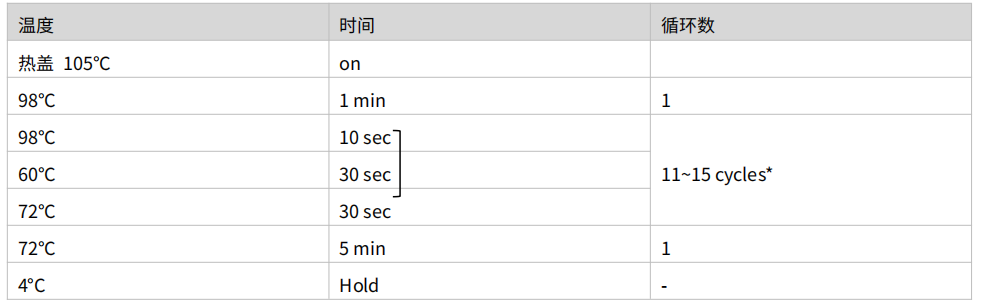 温度 时间 循环数
热盖 105℃ on
98℃ 1 min 1
98℃ 10 sec
60℃ 30 sec 11~15 cycles*
72℃ 30 sec
72℃ 5 min 1
4℃ Hold -